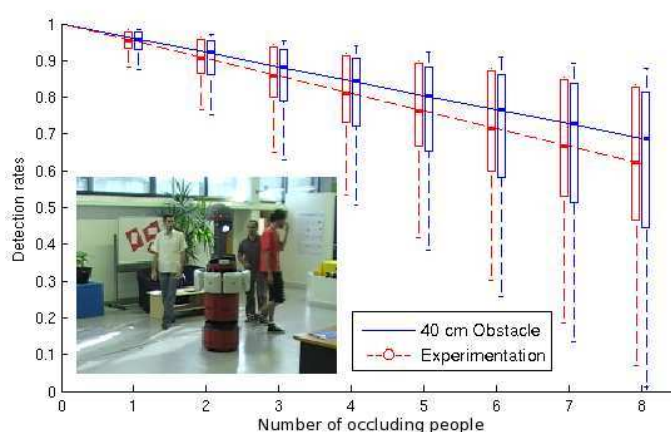 1
0.9
0.8
0.7
0.6
0.5
0.4
0.3
0.2
0.1
0
Detection rates
40 cm Obstacle
Experimentation
0 1 2 3 4 5 6 7 8
Number of occluding people